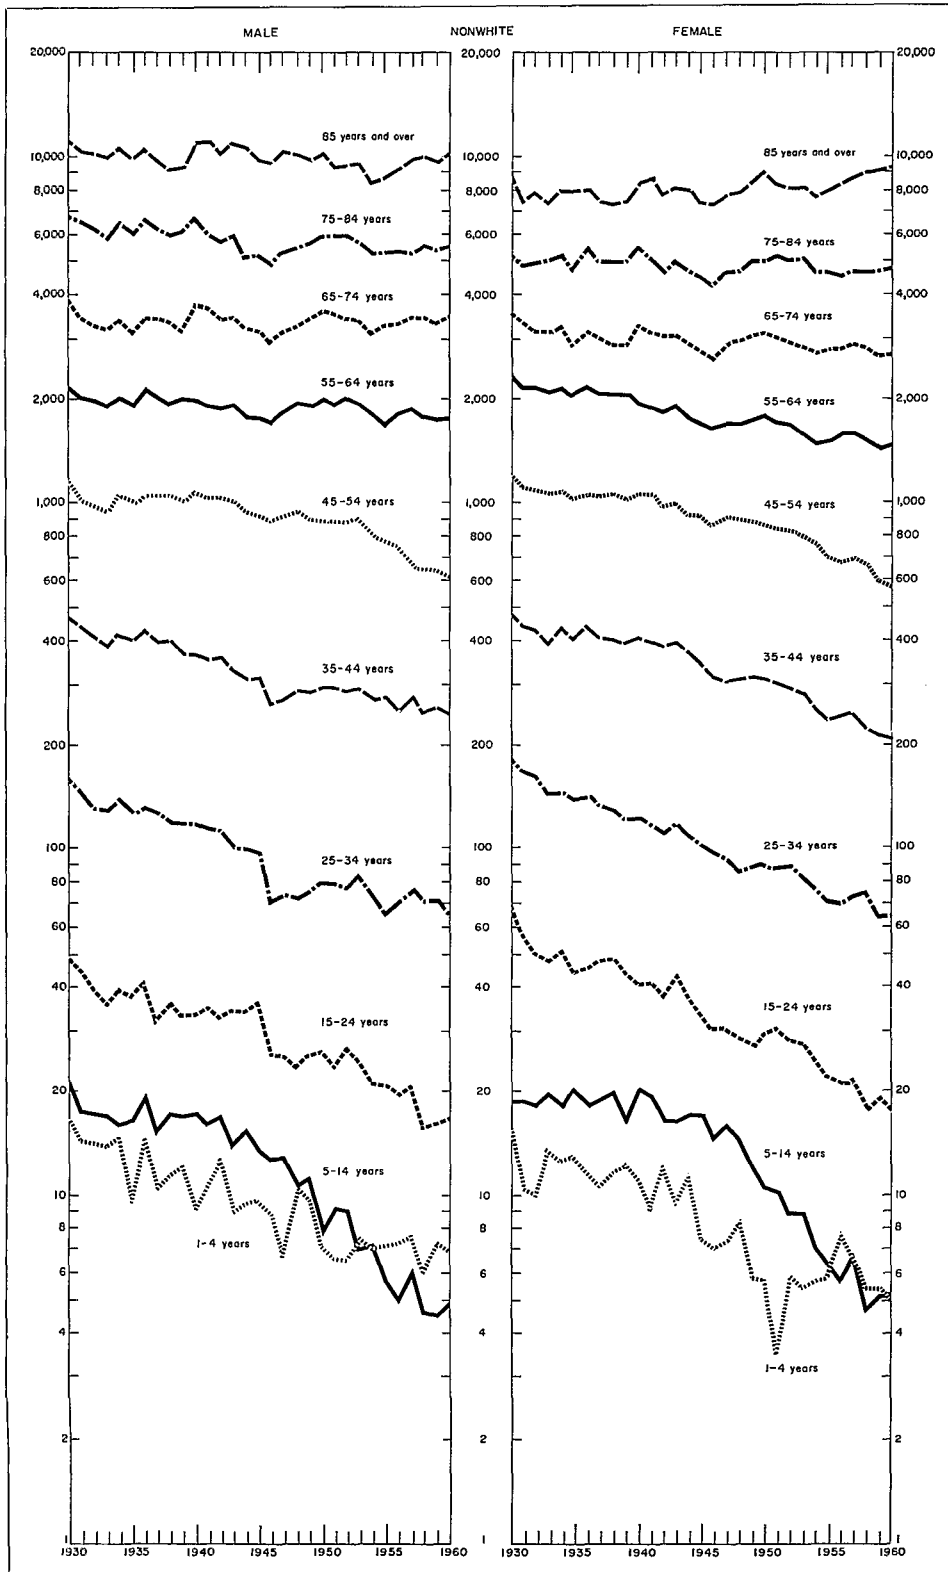 MALE NONWHITE FEMALE
20,000 20,000 20,000
85 years and over 85 years and over
10,000 10,000 10,000
8,000 8,000 8,000
75-84 years 75-84 years
6,000 6,000 6,000
65-74 years 65-74 years
4,000 4,000 4,000
55-64 years 55-64 years
2,000 2,000 2,000
45-54 years 45-54 years
1,000 1,000 1,000
800 800 800
600 600 600
400 400 400
35-44 years 35-44 years
200 200 200
25-34 years 25-34 years
100 100 100
80 80 80
60 60 60
40 40 40
15-24 years 15-24 years
20 20 20
5-14 years 5-14 years
10 10 10
1-4 years
8 8 8
6 6 6
4 4 4
1-4 years
2 2 2
1 1 1
1930 1935 1940 1945 1950 1955 1960 1930 1935 1940 1945 1950 1955 1960